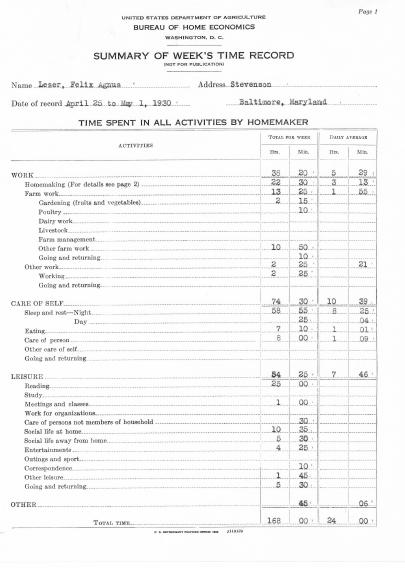 Page 1
UNITED STATES DEPARTMENT OF AGRICULTURE
BUREAU OF HOME ECONOMICS
WASHINGTON, D. C.
SUMMARY OF WEEK'S TIME RECORD
(NOT FOR PUBLICATION)
Name Leser, Felix Agnus Address Stevenson
Date of record April 25 to May 1, 1930 Baltimore, Maryland
TIME SPENT IN ALL ACTIVITIES BY HOMEMAKER
ACTIVITIES TOTAL FOR WEEK DAILY AVERAGE
Hrs. Min. Hrs. Min.
WORK 38 20 5 29
Homemaking (For details see page 2) 22 30 3 13
Farm work 13 25 1 55
Gardening (fruits and vegetables) 2 15
Poultry 10
Dairy work
Livestock
Farm management
Other farm work 10 50
Going and returning 10
Other work 2 25 21
Working 2 25
Going and returning
CARE OF SELF 74 30 10 39
Sleep and rest—Night 58 55 8 25
Day 25 04
Eating 7 10 1 01
Care of person 8 00 1 09
Other care of self
Going and returning
LEISURE 54 25 7 46
Reading 25 00
Study
Meetings and classes 1 00
Work for organizations
Care of persons not members of household 30
Social life at home 10 35
Social life away from home 5 30
Entertainments 4 25
Outings and sport
Correspondence 10
Other leisure 1 45
Going and returning 5 30
OTHER 45 06
TOTAL TIME 168 00 24 00